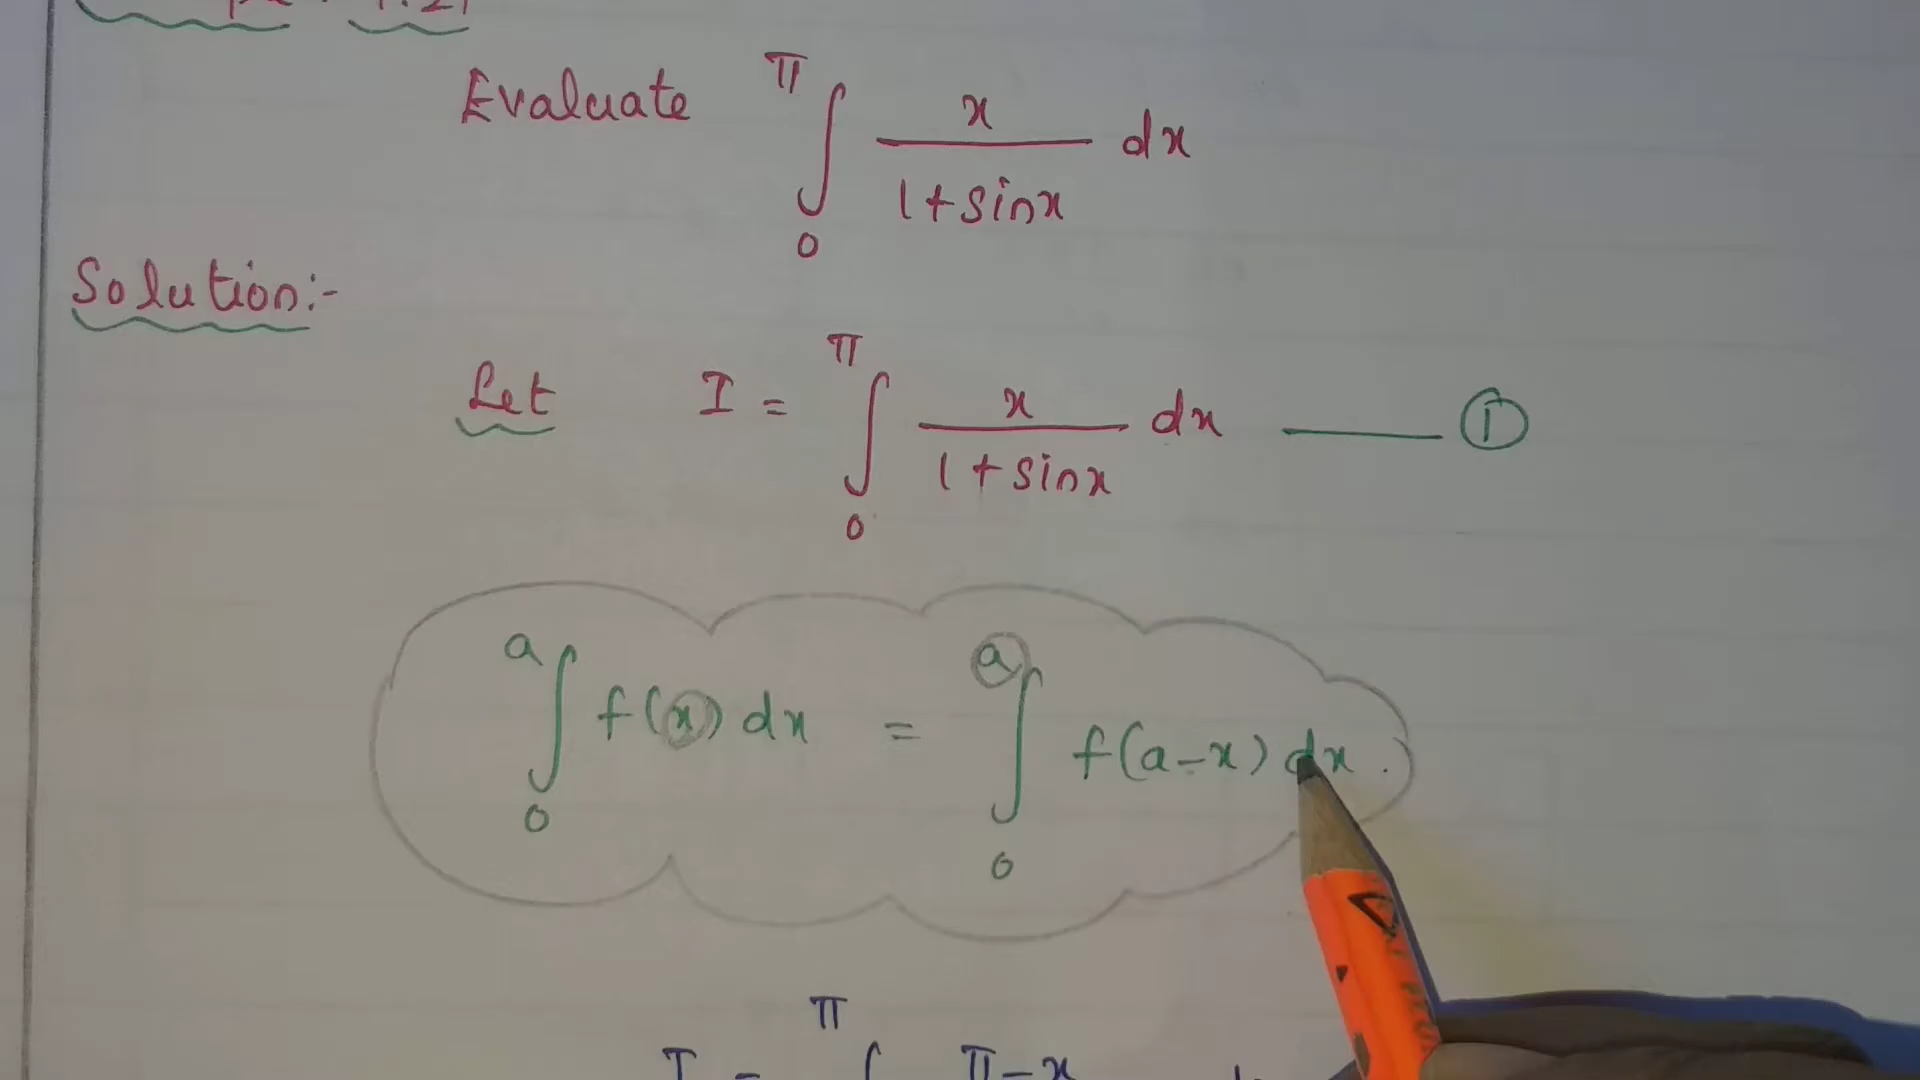 Evaluate ∫₀^π x / (1 + sinx) dx
Solution:-
Let I = ∫₀^π x / (1 + sinx) dx —— ①
∫₀^a f(x) dx = ∫₀^a f(a-x) dx.
I = ∫^π π-x